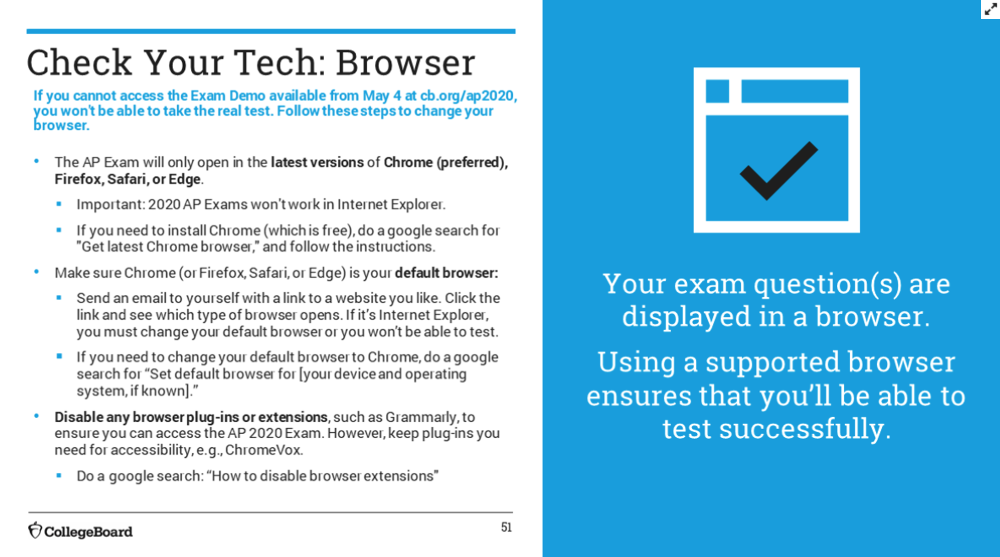 Check Your Tech: Browser
If you cannot access the Exam Demo available from May 4 at cb.org/ap2020,
you won't be able to take the real test. Follow these steps to change your
browser.
• The AP Exam will only open in the latest versions of Chrome (preferred),
Firefox, Safari, or Edge.
▪ Important: 2020 AP Exams won't work in Internet Explorer.
▪ If you need to install Chrome (which is free), do a google search for
"Get latest Chrome browser," and follow the instructions.
• Make sure Chrome (or Firefox, Safari, or Edge) is your default browser:
▪ Send an email to yourself with a link to a website you like. Click the
link and see which type of browser opens. If it’s Internet Explorer,
you must change your default browser or you won’t be able to test.
▪ If you need to change your default browser to Chrome, do a google
search for “Set default browser for [your device and operating
system, if known].”
• Disable any browser plug-ins or extensions, such as Grammarly, to
ensure you can access the AP 2020 Exam. However, keep plug-ins you
need for accessibility, e.g., ChromeVox.
▪ Do a google search: “How to disable browser extensions”
CollegeBoard
51
Your exam question(s) are
displayed in a browser.
Using a supported browser
ensures that you’ll be able to
test successfully.